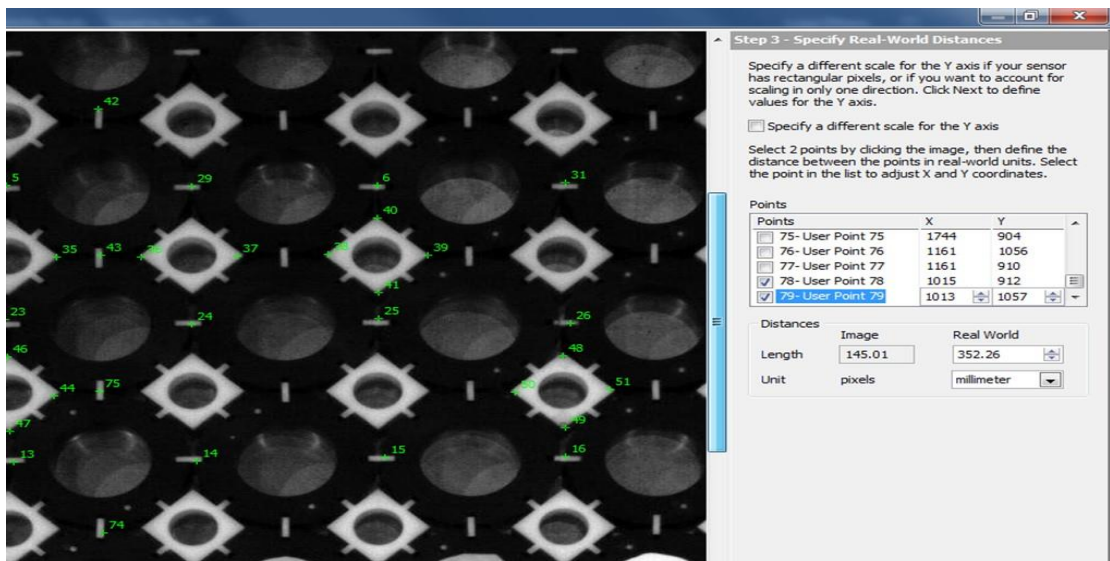 Step 3 - Specify Real-World Distances
Specify a different scale for the Y axis if your sensor
has rectangular pixels, or if you want to account for
scaling in only one direction. Click Next to define
values for the Y axis.
Specify a different scale for the Y axis
Select 2 points by clicking the image, then define the
distance between the points in real-world units. Select
the point in the list to adjust X and Y coordinates.
Points
Points X Y
75- User Point 75 1744 904
76- User Point 76 1161 1056
77- User Point 77 1161 910
78- User Point 78 1015 912
79- User Point 79 1013 1057
Distances
Image Real World
Length 145.01 352.26
Unit pixels millimeter
42
5 29 6 31
40
35 43 37 39
41
23 24 25 26
46 48
44 75 50 51
47 49
13 14 15 16
74